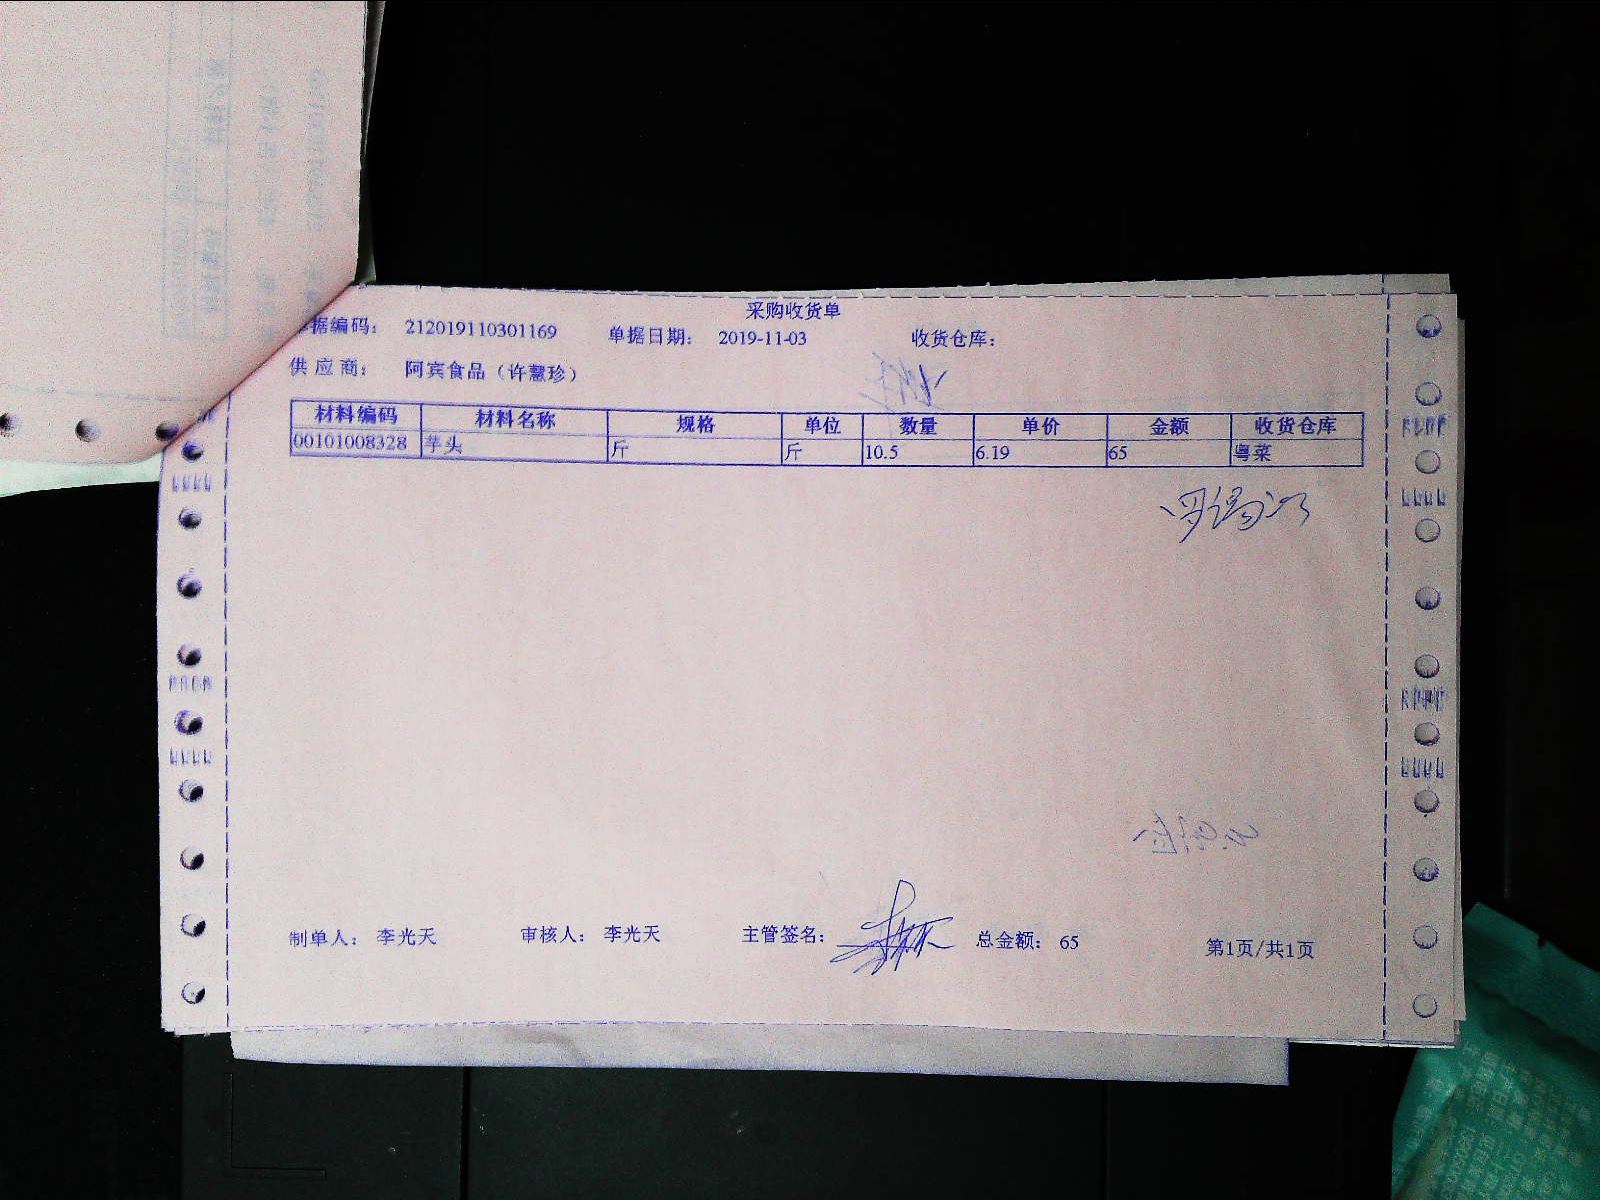 采购收货单
据编码： 212019110301169 单据日期： 2019-11-03 收货仓库：
供应商： 阿宾食品（许慧珍）
材料编码 材料名称 规格 单位 数量 单价 金额 收货仓库
00101008328 芋头 斤 斤 10.5 6.19 65 粤菜
制单人： 李光天 审核人： 李光天 主管签名： 总金额： 65 第1页/共1页